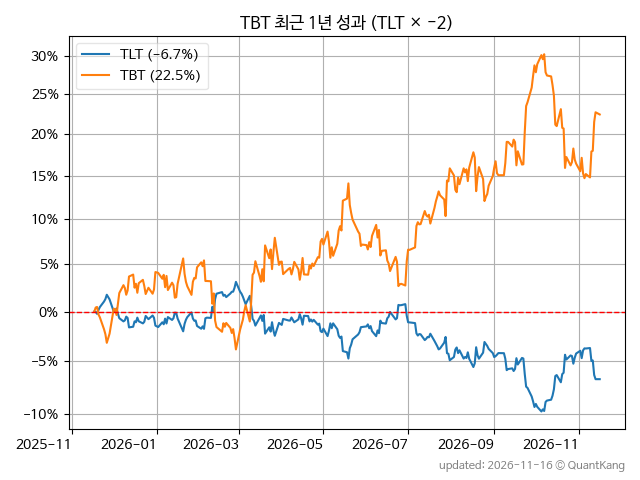 TBT 최근 1년 성과 (TLT × −2)
TLT (−6.7%)
TBT (22.5%)
30%
25%
20%
15%
10%
5%
0%
−5%
−10%
2025−11 2026−01 2026−03 2026−05 2026−07 2026−09 2026−11
updated: 2026−11−16 © QuantKang